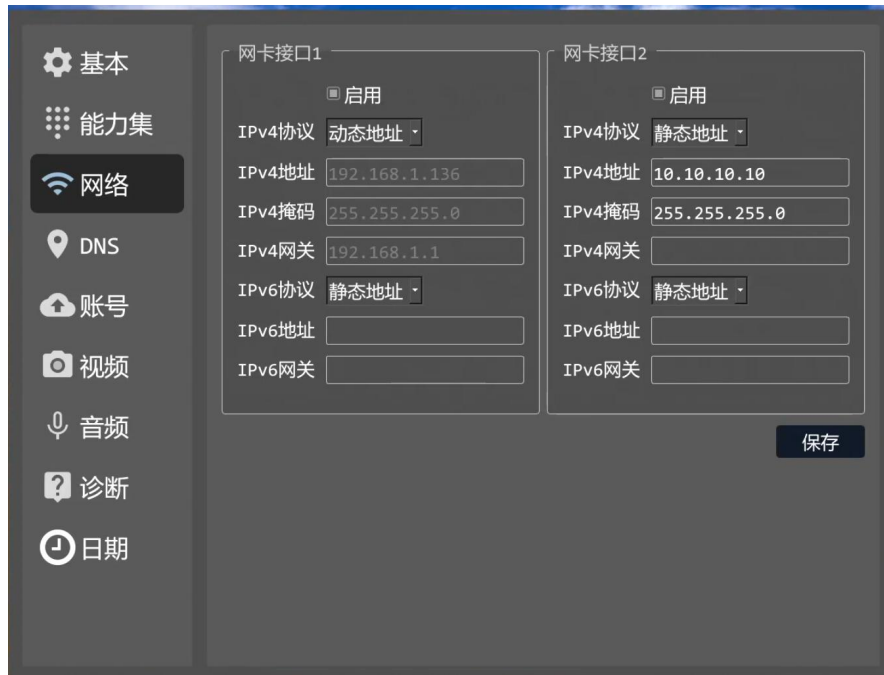 基本
能力集
网络
DNS
账号
视频
音频
诊断
日期
网卡接口1
启用
IPv4协议 动态地址
IPv4地址 192.168.1.136
IPv4掩码 255.255.255.0
IPv4网关 192.168.1.1
IPv6协议 静态地址
IPv6地址
IPv6网关
网卡接口2
启用
IPv4协议 静态地址
IPv4地址 10.10.10.10
IPv4掩码 255.255.255.0
IPv4网关
IPv6协议 静态地址
IPv6地址
IPv6网关
保存